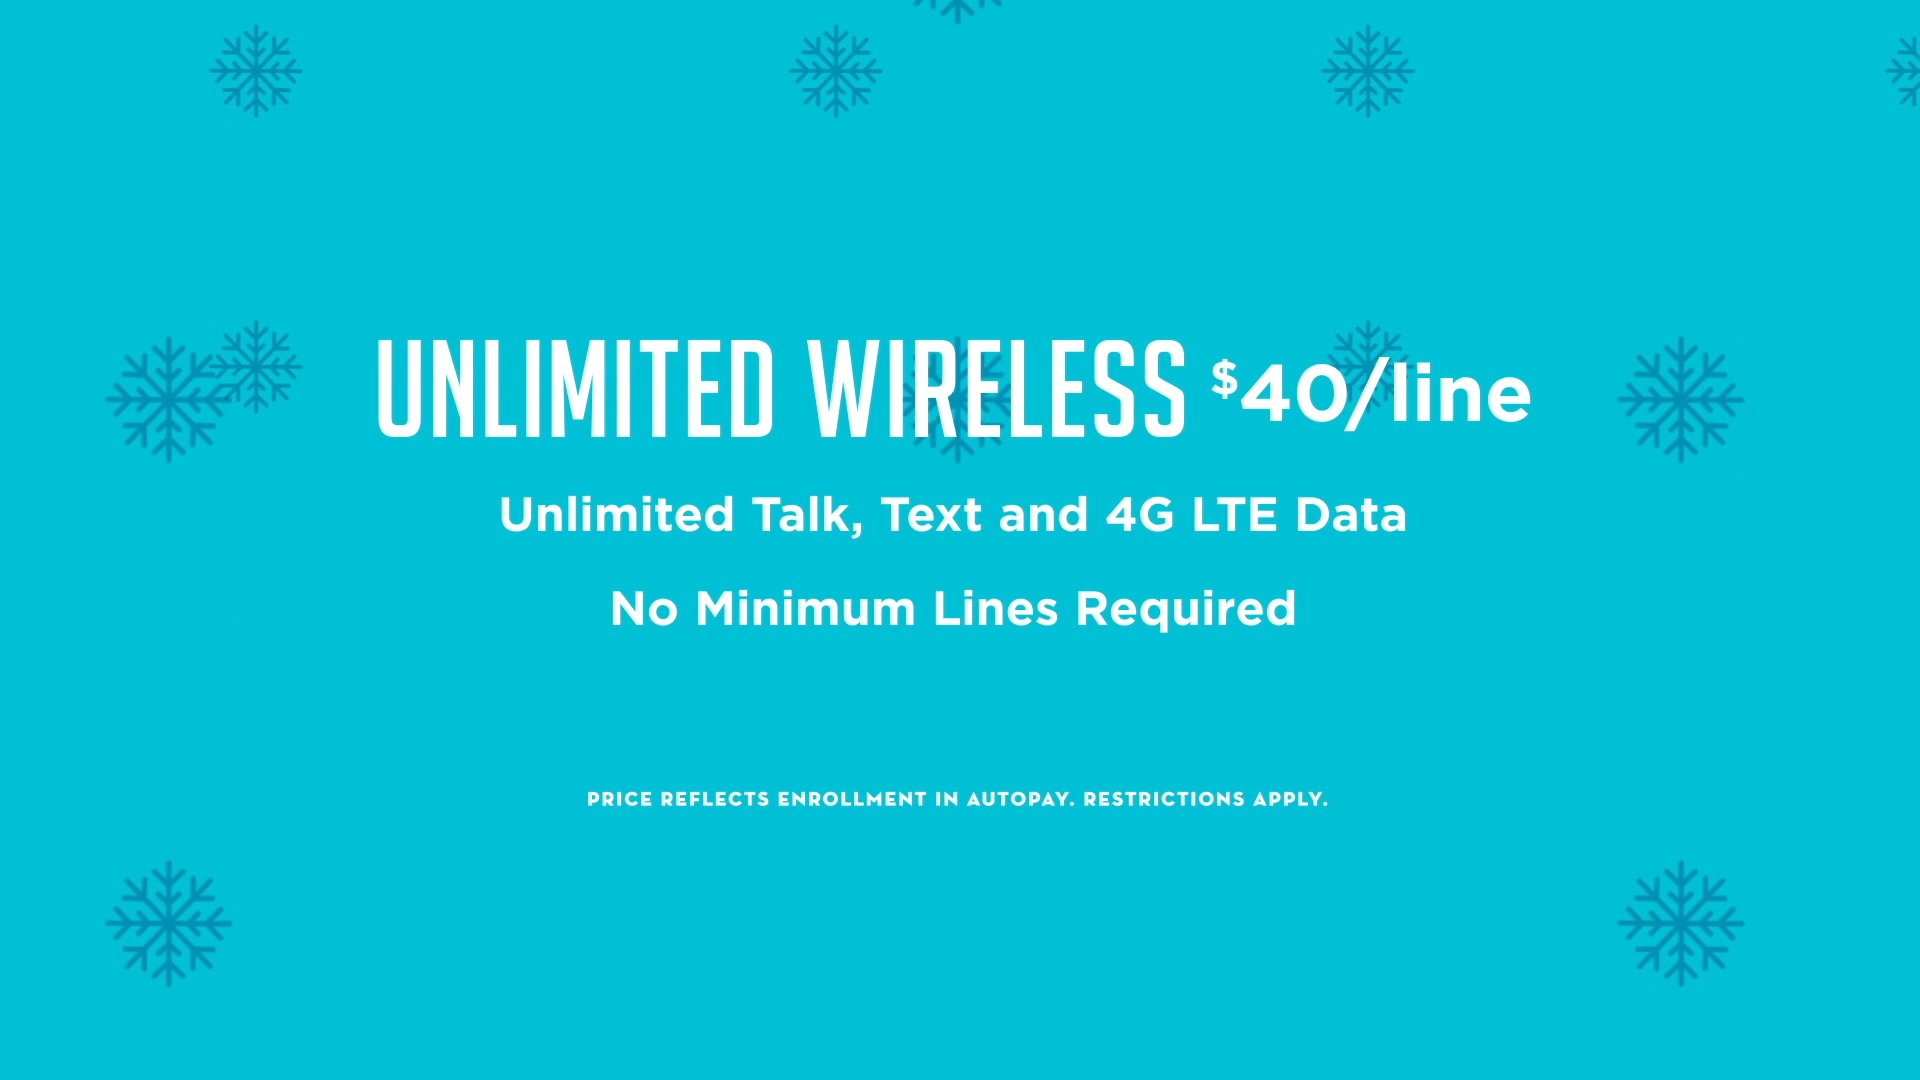 UNLIMITED WIRELESS $40/line
Unlimited Talk, Text and 4G LTE Data
No Minimum Lines Required
PRICE REFLECTS ENROLLMENT IN AUTOPAY. RESTRICTIONS APPLY.